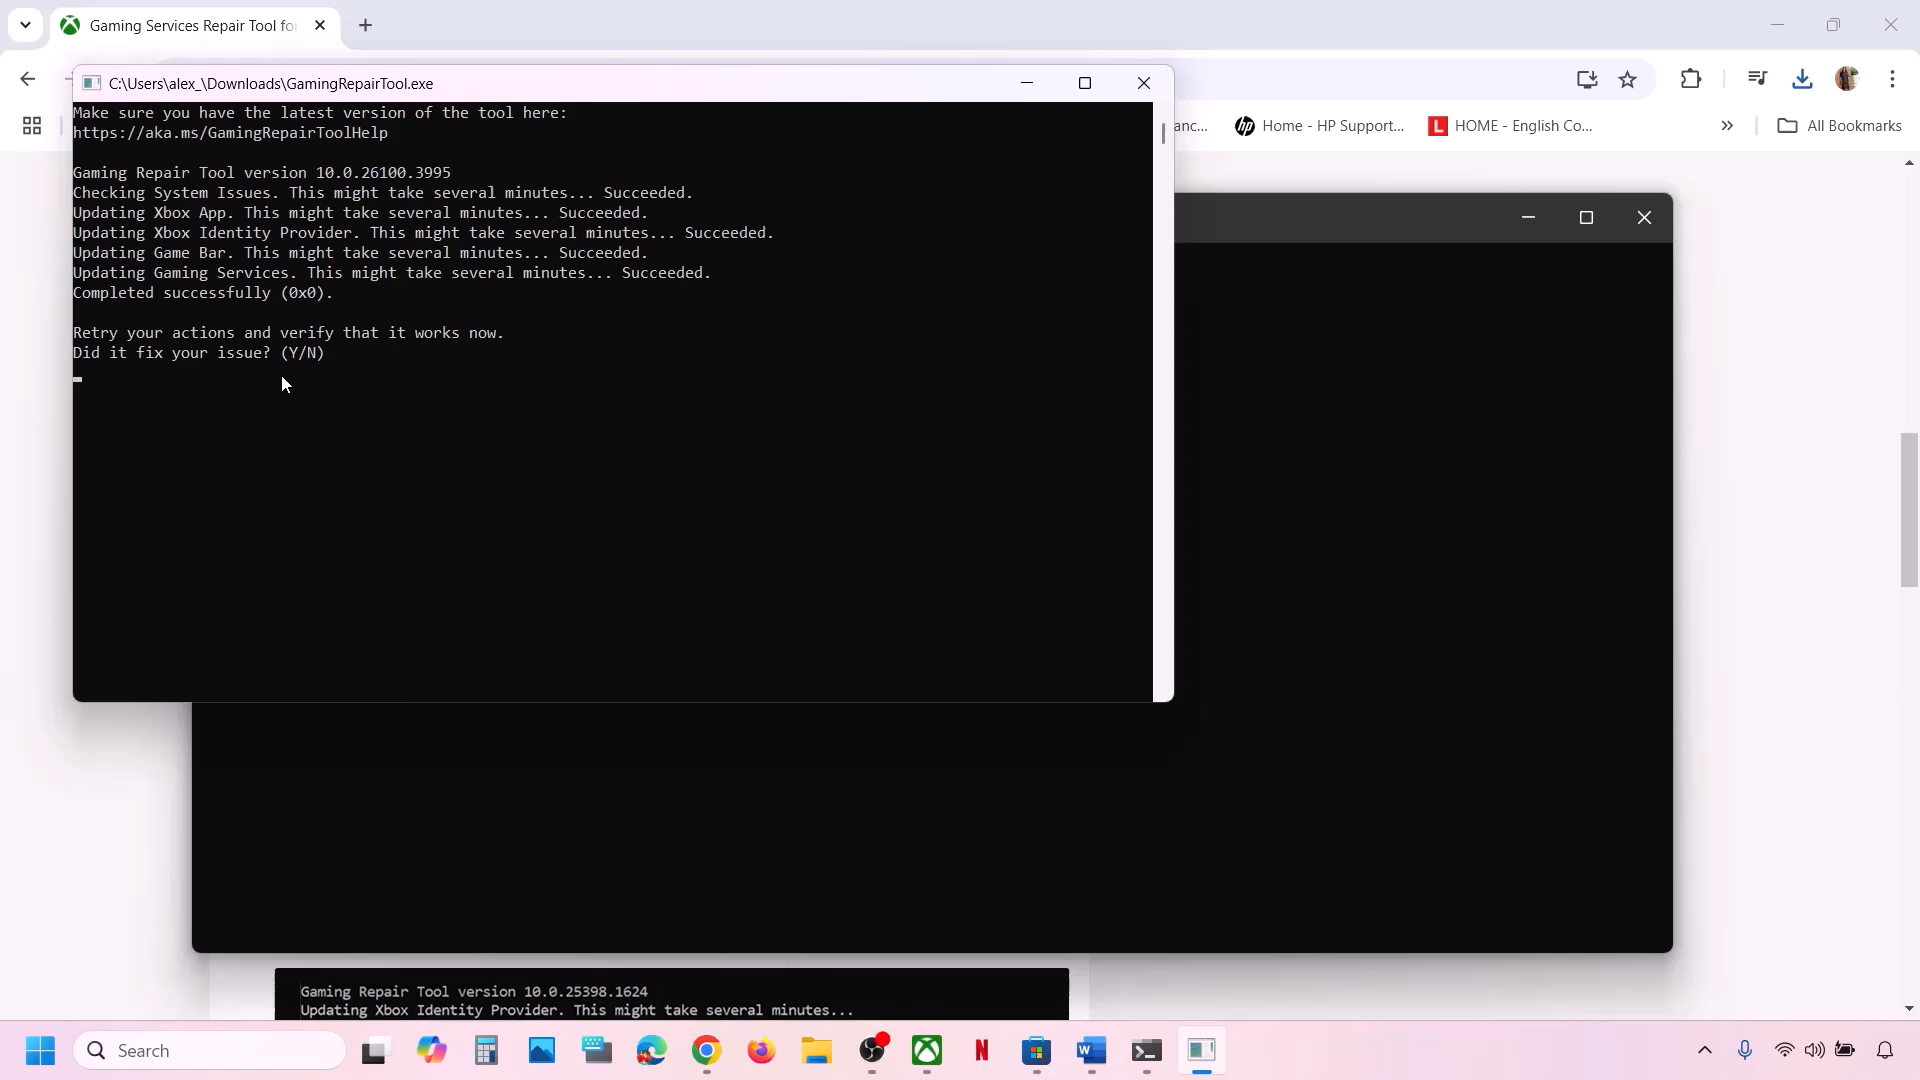 Gaming Services Repair Tool fo
C:\Users\alex_\Downloads\GamingRepairTool.exe
anc...
Home - HP Support...
HOME - English Co...
All Bookmarks
Make sure you have the latest version of the tool here:
https://aka.ms/GamingRepairToolHelp
Gaming Repair Tool version 10.0.26100.3995
Checking System Issues. This might take several minutes... Succeeded.
Updating Xbox App. This might take several minutes... Succeeded.
Updating Xbox Identity Provider. This might take several minutes... Succeeded.
Updating Game Bar. This might take several minutes... Succeeded.
Updating Gaming Services. This might take several minutes... Succeeded.
Completed successfully (0x0).
Retry your actions and verify that it works now.
Did it fix your issue? (Y/N)
Gaming Repair Tool version 10.0.25398.1624
Updating Xbox Identity Provider. This might take several minutes...
Search